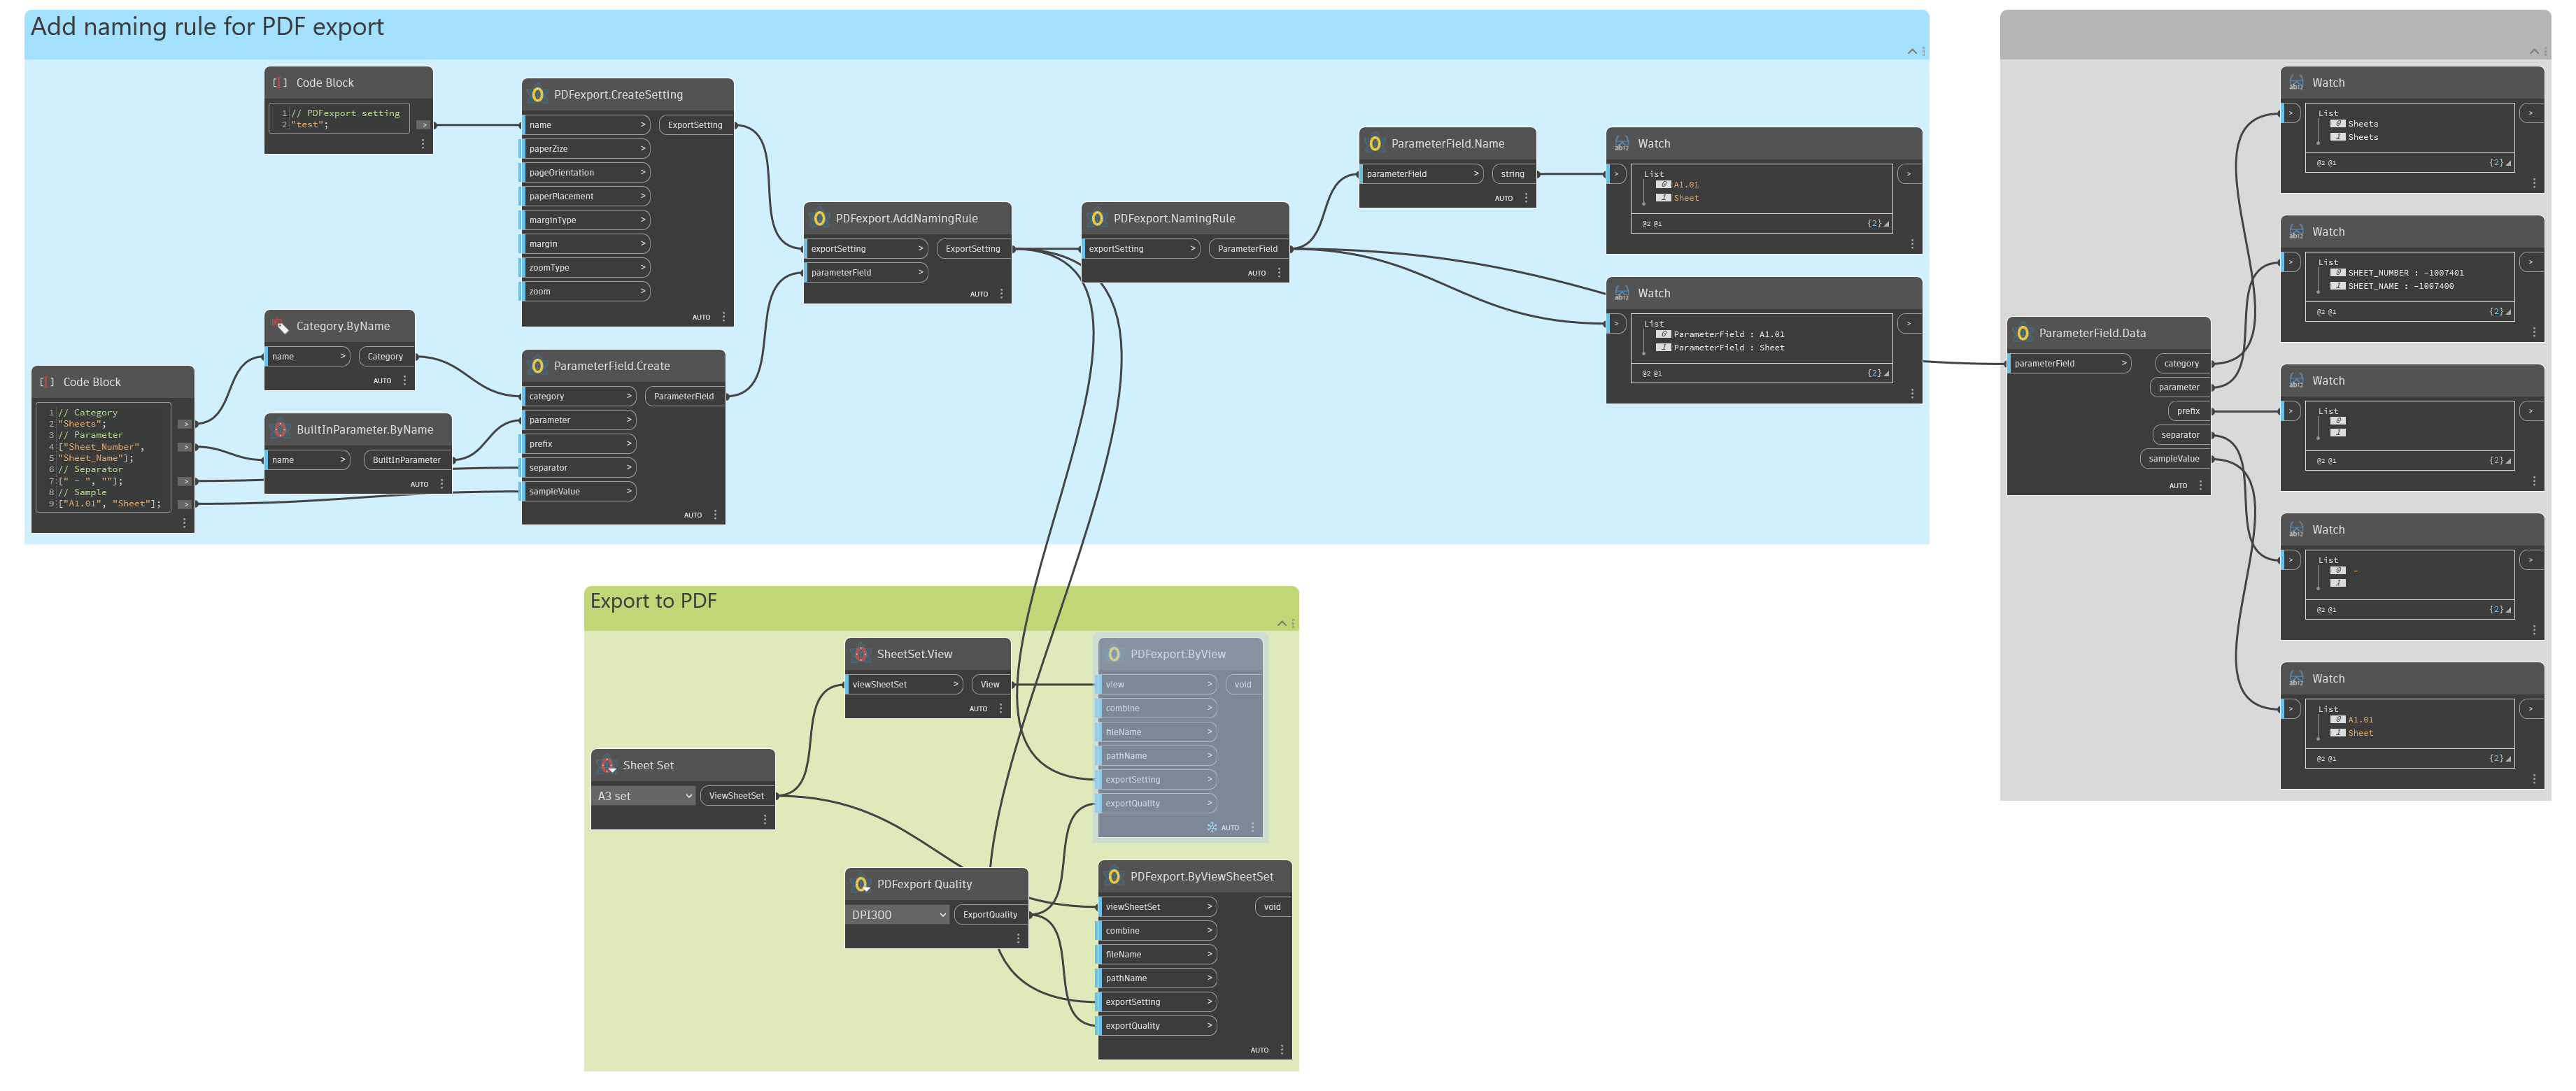 Add naming rule for PDF export
Code Block
1 // PDFexport setting
2 "test";
>
PDFexport.CreateSetting
name > ExportSetting
paperZize >
pageOrientation >
paperPlacement >
marginType >
margin >
zoomType >
zoom >
AUTO
Category.ByName
name > Category
AUTO
Code Block
1 // Category
2 "Sheets";
3 // Parameter
4 ["Sheet_Number",
5 "Sheet_Name"];
6 // Separator
7 [" - ", ""];
8 // Sample
9 ["A1.01", "Sheet"];
>
>
>
>
BuiltInParameter.ByName
name > BuiltInParameter
AUTO
ParameterField.Create
category > ParameterField
parameter >
prefix >
separator >
sampleValue >
AUTO
PDFexport.AddNamingRule
exportSetting > ExportSetting
parameterField >
AUTO
PDFexport.NamingRule
exportSetting > ParameterField
AUTO
ParameterField.Name
parameterField > string
AUTO
Watch
> List >
0 A1.01
1 Sheet
@2 @1 {2}
Watch
> List >
0 ParameterField : A1.01
1 ParameterField : Sheet
@2 @1 {2}
Export to PDF
Sheet Set
A3 set ViewSheetSet
SheetSet.View
viewSheetSet > View
AUTO
PDFexport Quality
DPI300 ExportQuality
PDFexport.ByView
view > void
combine >
fileName >
pathName >
exportSetting >
exportQuality >
AUTO
PDFexport.ByViewSheetSet
viewSheetSet > void
combine >
fileName >
pathName >
exportSetting >
exportQuality >
AUTO
ParameterField.Data
parameterField > category
parameter
prefix
separator
sampleValue
AUTO
Watch
> List >
0 Sheets
1 Sheets
@2 @1 {2}
Watch
> List >
0 SHEET_NUMBER : -1007401
1 SHEET_NAME : -1007400
@2 @1 {2}
Watch
> List >
0
1
@2 @1 {2}
Watch
> List >
0 -
1
@2 @1 {2}
Watch
> List >
0 A1.01
1 Sheet
@2 @1 {2}